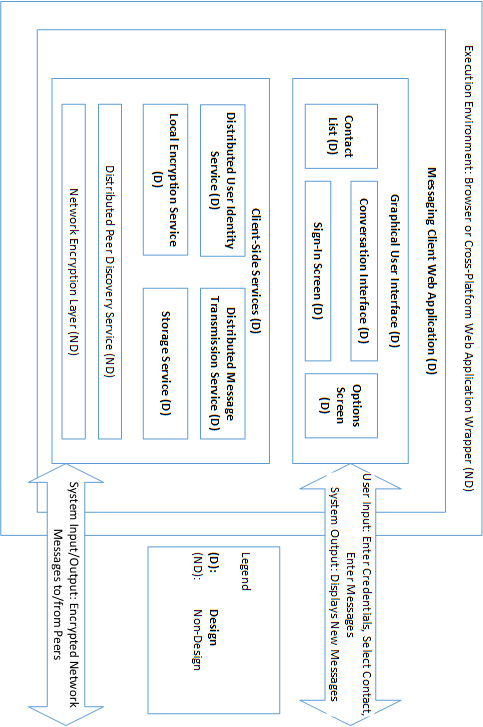 Execution Environment: Browser or Cross-Platform Web Application Wrapper (ND)
Messaging Client Web Application (D)
Graphical User Interface (D)
Contact
List (D)
Conversation Interface (D)
Sign-In Screen (D)
Options
Screen
(D)
User Input: Enter Credentials, Select Contact,
Enter Messages
System Output: Displays New Messages
Client-Side Services (D)
Distributed User Identity
Service (D)
Distributed Message
Transmission Service (D)
Local Encryption Service
(D)
Storage Service (D)
Distributed Peer Discovery Service (ND)
Network Encryption Layer (ND)
System Input/Output: Encrypted Network
Messages to/from Peers
Legend
(D): Design
(ND): Non-Design